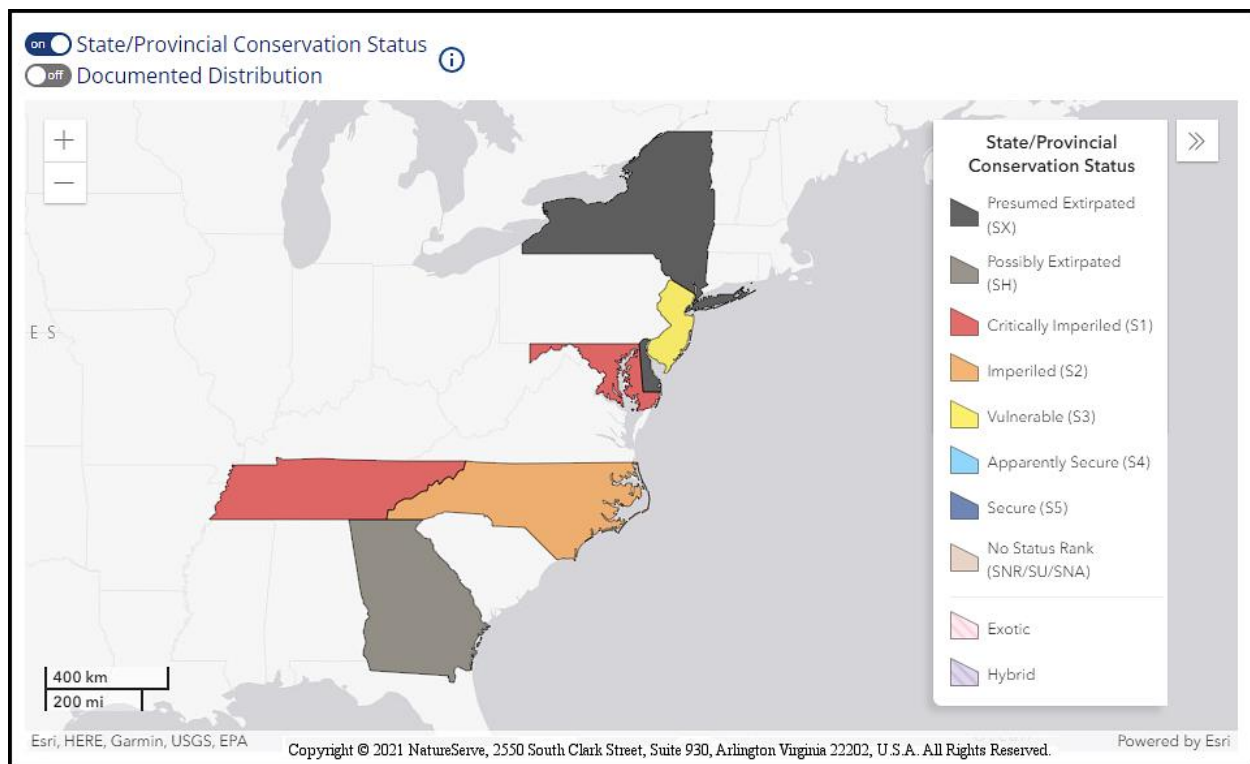 on State/Provincial Conservation Status
off Documented Distribution
i
+
−
E S
State/Provincial
Conservation Status
Presumed Extirpated
(SX)
Possibly Extirpated
(SH)
Critically Imperiled (S1)
Imperiled (S2)
Vulnerable (S3)
Apparently Secure (S4)
Secure (S5)
No Status Rank
(SNR/SU/SNA)
Exotic
Hybrid
400 km
200 mi
Esri, HERE, Garmin, USGS, EPA
Copyright © 2021 NatureServe, 2550 South Clark Street, Suite 930, Arlington Virginia 22202, U.S.A. All Rights Reserved.
Powered by Esri